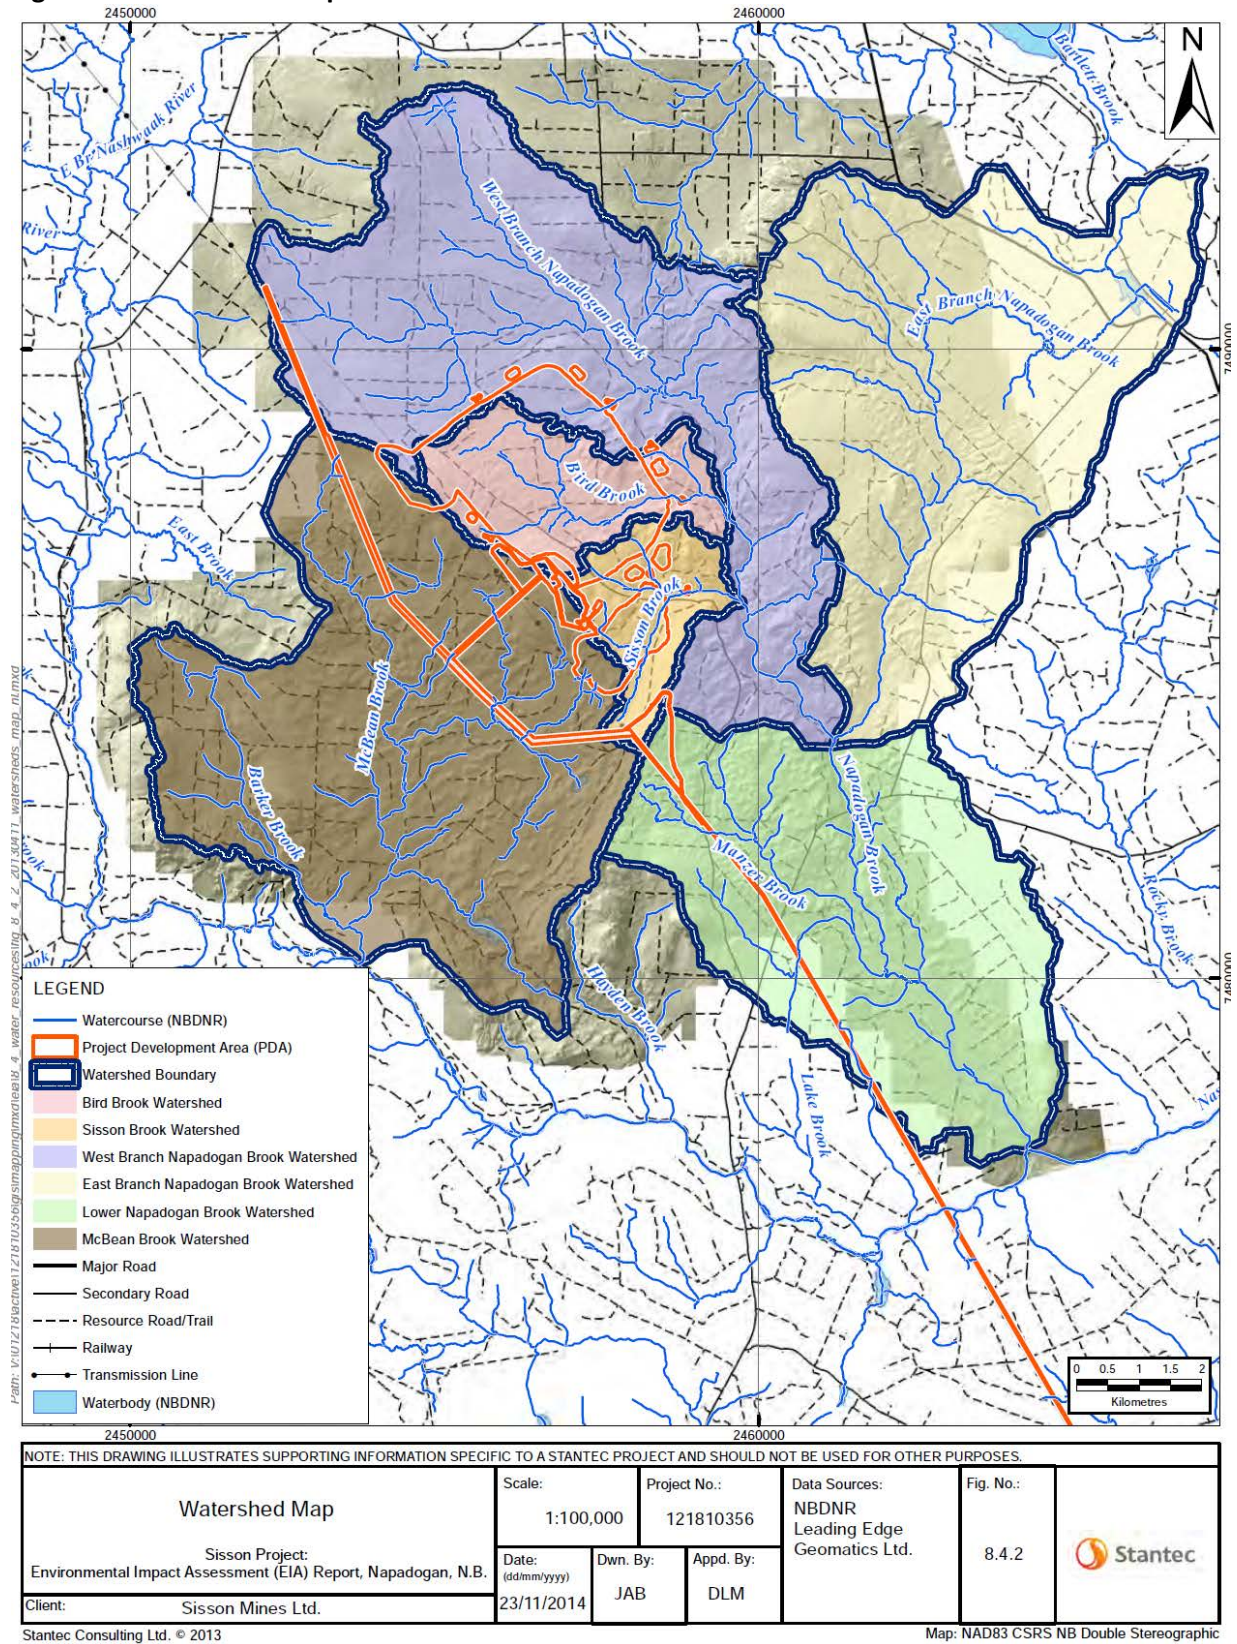 2450000
2460000
N
Bartlett Brook
E Br Nashwaak River
River
West Branch Napadogan Brook
East Branch Napadogan Brook
7490000
Bird Brook
East Brook
Sisson Brook
McBean Brook
Barker Brook
Napadogan Brook
Manzer Brook
Rocky Brook
Hayden Brook
7480000
Lake Brook
LEGEND
Watercourse (NBDNR)
Project Development Area (PDA)
Watershed Boundary
Bird Brook Watershed
Sisson Brook Watershed
West Branch Napadogan Brook Watershed
East Branch Napadogan Brook Watershed
Lower Napadogan Brook Watershed
McBean Brook Watershed
Major Road
Secondary Road
Resource Road/Trail
Railway
Transmission Line
Waterbody (NBDNR)
0 0.5 1 1.5 2
Kilometres
2450000
2460000
NOTE: THIS DRAWING ILLUSTRATES SUPPORTING INFORMATION SPECIFIC TO A STANTEC PROJECT AND SHOULD NOT BE USED FOR OTHER PURPOSES.
Watershed Map
Sisson Project:
Environmental Impact Assessment (EIA) Report, Napadogan, N.B.
Client: Sisson Mines Ltd.
Scale:
1:100,000
Project No.:
121810356
Date:
(dd/mm/yyyy)
23/11/2014
Dwn. By:
JAB
Appd. By:
DLM
Data Sources:
NBDNR
Leading Edge
Geomatics Ltd.
Fig. No.:
8.4.2
Stantec
Stantec Consulting Ltd. © 2013
Map: NAD83 CSRS NB Double Stereographic